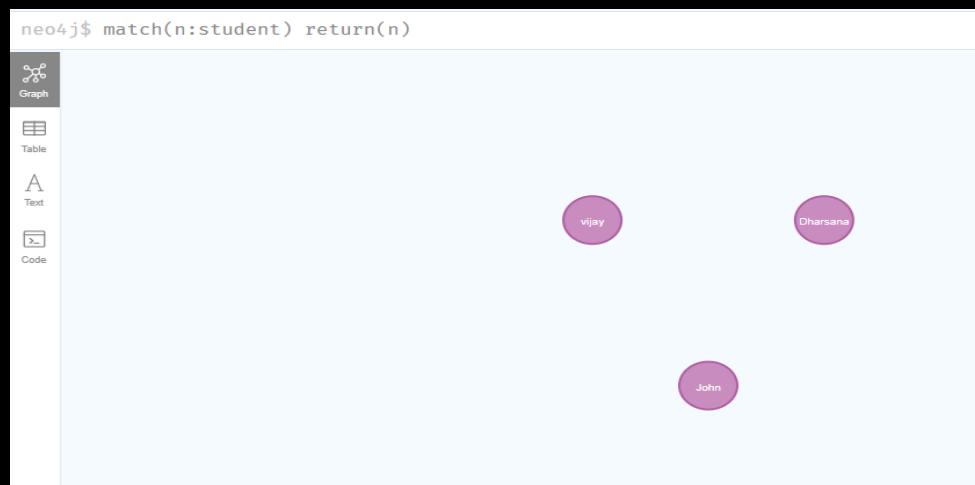 neo4j$ match(n:student) return(n)
Graph
Table
Text
Code
vijay
Dharsana
John